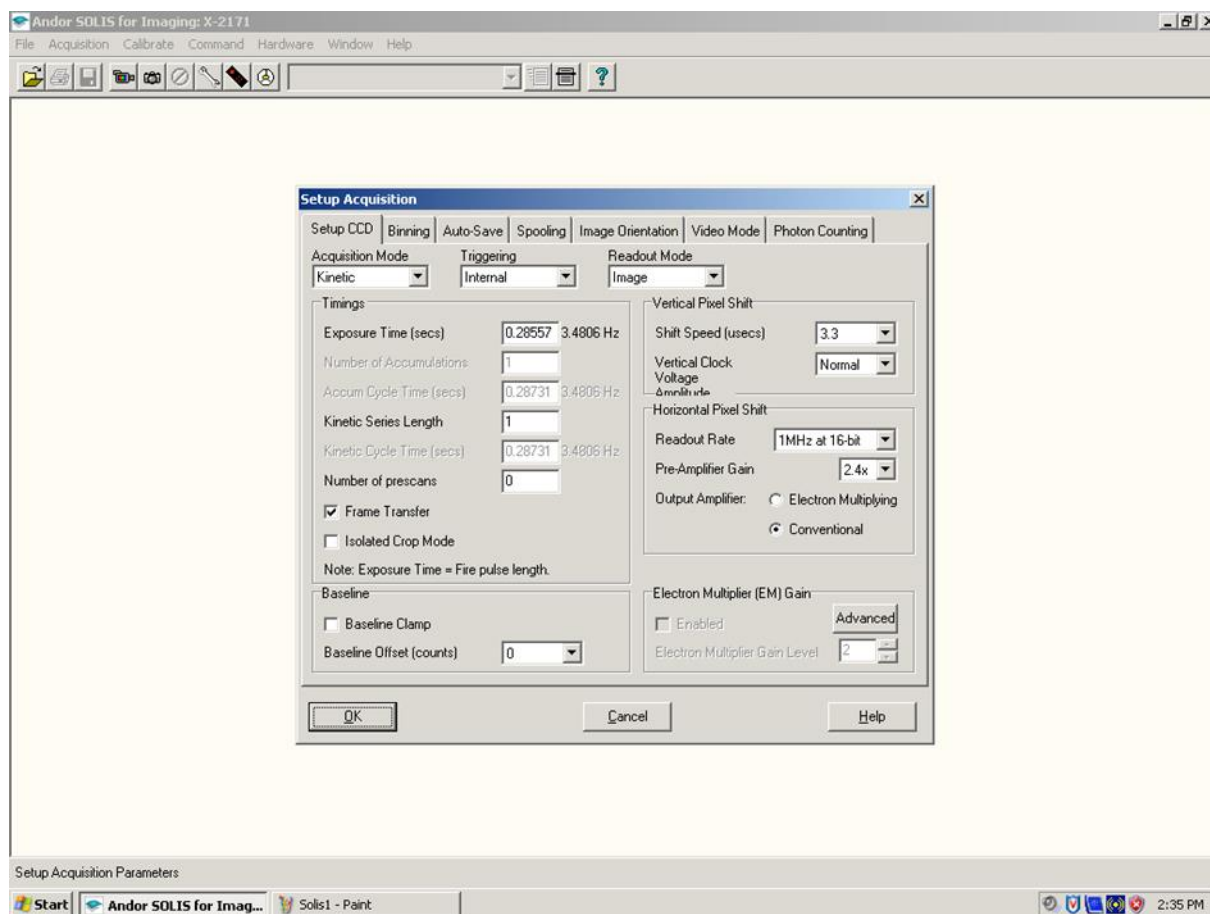 Andor SOLIS for Imaging: X-2171
File Acquisition Calibrate Command Hardware Window Help
Setup Acquisition
Setup CCD Binning Auto-Save Spooling Image Orientation Video Mode Photon Counting
Acquisition Mode Triggering Readout Mode
Kinetic Internal Image
Timings
Exposure Time (secs) 0.28557 3.4806 Hz
Number of Accumulations 1
Accum Cycle Time (secs) 0.28731 3.4806 Hz
Kinetic Series Length 1
Kinetic Cycle Time (secs) 0.28731 3.4806 Hz
Number of prescans 0
Frame Transfer
Isolated Crop Mode
Note: Exposure Time = Fire pulse length.
Baseline
Baseline Clamp
Baseline Offset (counts) 0
Vertical Pixel Shift
Shift Speed (usecs) 3.3
Vertical Clock Normal
Voltage
Amplitude
Horizontal Pixel Shift
Readout Rate 1MHz at 16-bit
Pre-Amplifier Gain 2.4x
Output Amplifier: Electron Multiplying
Conventional
Electron Multiplier (EM) Gain
Enabled Advanced
Electron Multiplier Gain Level 2
OK Cancel Help
Setup Acquisition Parameters
Start Andor SOLIS for Imag... Solis1 - Paint 2:35 PM